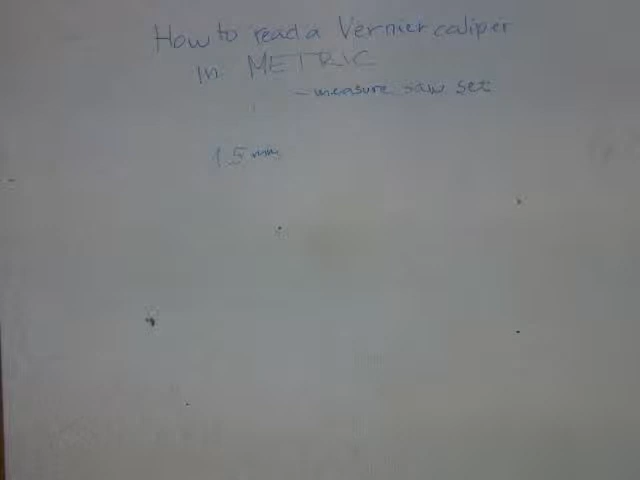 How to read a Vernier caliper
In METRIC
- measure saw set
1.5 mm